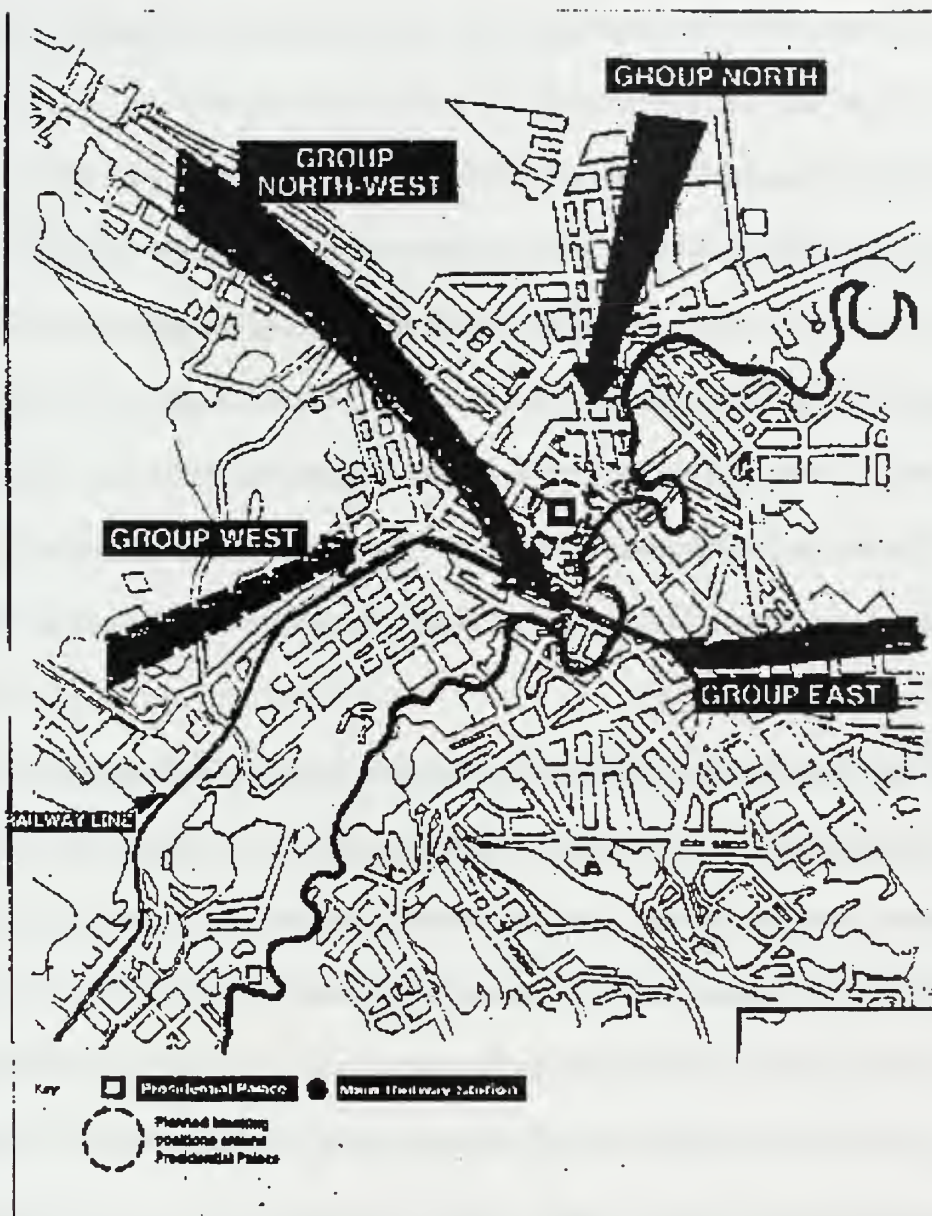 GROUP NORTH
GROUP
NORTH-WEST
GROUP WEST
GROUP EAST
RAILWAY LINE
Key
Presidential Palace
Main Railway Station
Planned
positions around
Presidential Palace